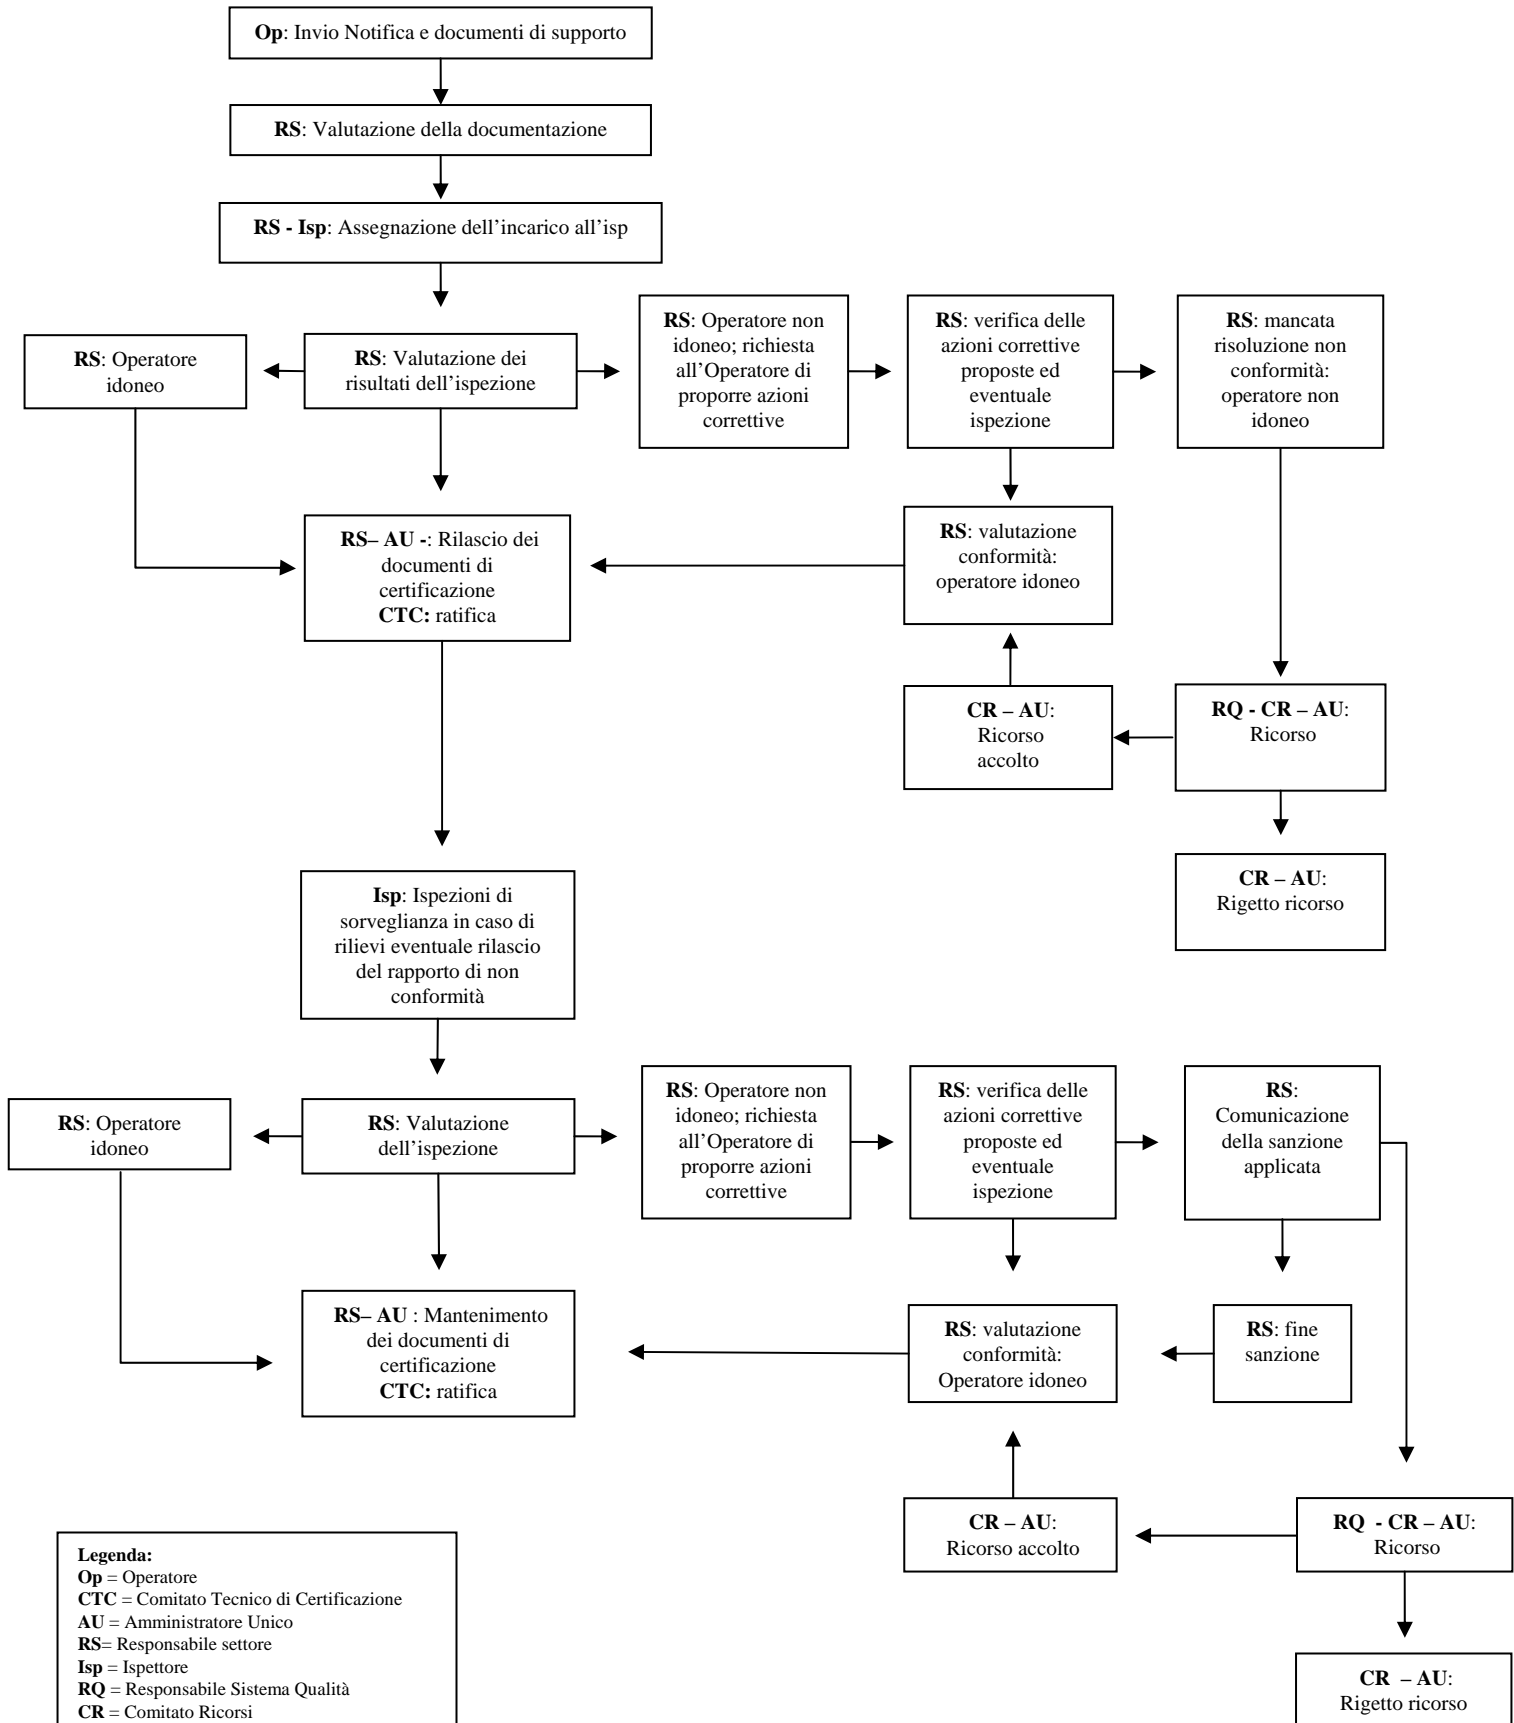 Op: Invio Notifica e documenti di supporto
RS: Valutazione della documentazione
RS - Isp: Assegnazione dell'incarico all'isp
RS: Operatore
idoneo
RS: Valutazione dei
risultati dell'ispezione
RS: Operatore non
idoneo; richiesta
all'Operatore di
proporre azioni
correttive
RS: verifica delle
azioni correttive
proposte ed
eventuale
ispezione
RS: mancata
risoluzione non
conformità:
operatore non
idoneo
RS– AU -: Rilascio dei
documenti di
certificazione
CTC: ratifica
RS: valutazione
conformità:
operatore idoneo
CR – AU:
Ricorso
accolto
RQ - CR – AU:
Ricorso
CR – AU:
Rigetto ricorso
Isp: Ispezioni di
sorveglianza in caso di
rilievi eventuale rilascio
del rapporto di non
conformità
RS: Operatore
idoneo
RS: Valutazione
dell'ispezione
RS: Operatore non
idoneo; richiesta
all'Operatore di
proporre azioni
correttive
RS: verifica delle
azioni correttive
proposte ed
eventuale
ispezione
RS:
Comunicazione
della sanzione
applicata
RS– AU : Mantenimento
dei documenti di
certificazione
CTC: ratifica
RS: valutazione
conformità:
Operatore idoneo
RS: fine
sanzione
CR – AU:
Ricorso accolto
RQ - CR – AU:
Ricorso
CR – AU:
Rigetto ricorso
Legenda:
Op = Operatore
CTC = Comitato Tecnico di Certificazione
AU = Amministratore Unico
RS= Responsabile settore
Isp = Ispettore
RQ = Responsabile Sistema Qualità
CR = Comitato Ricorsi